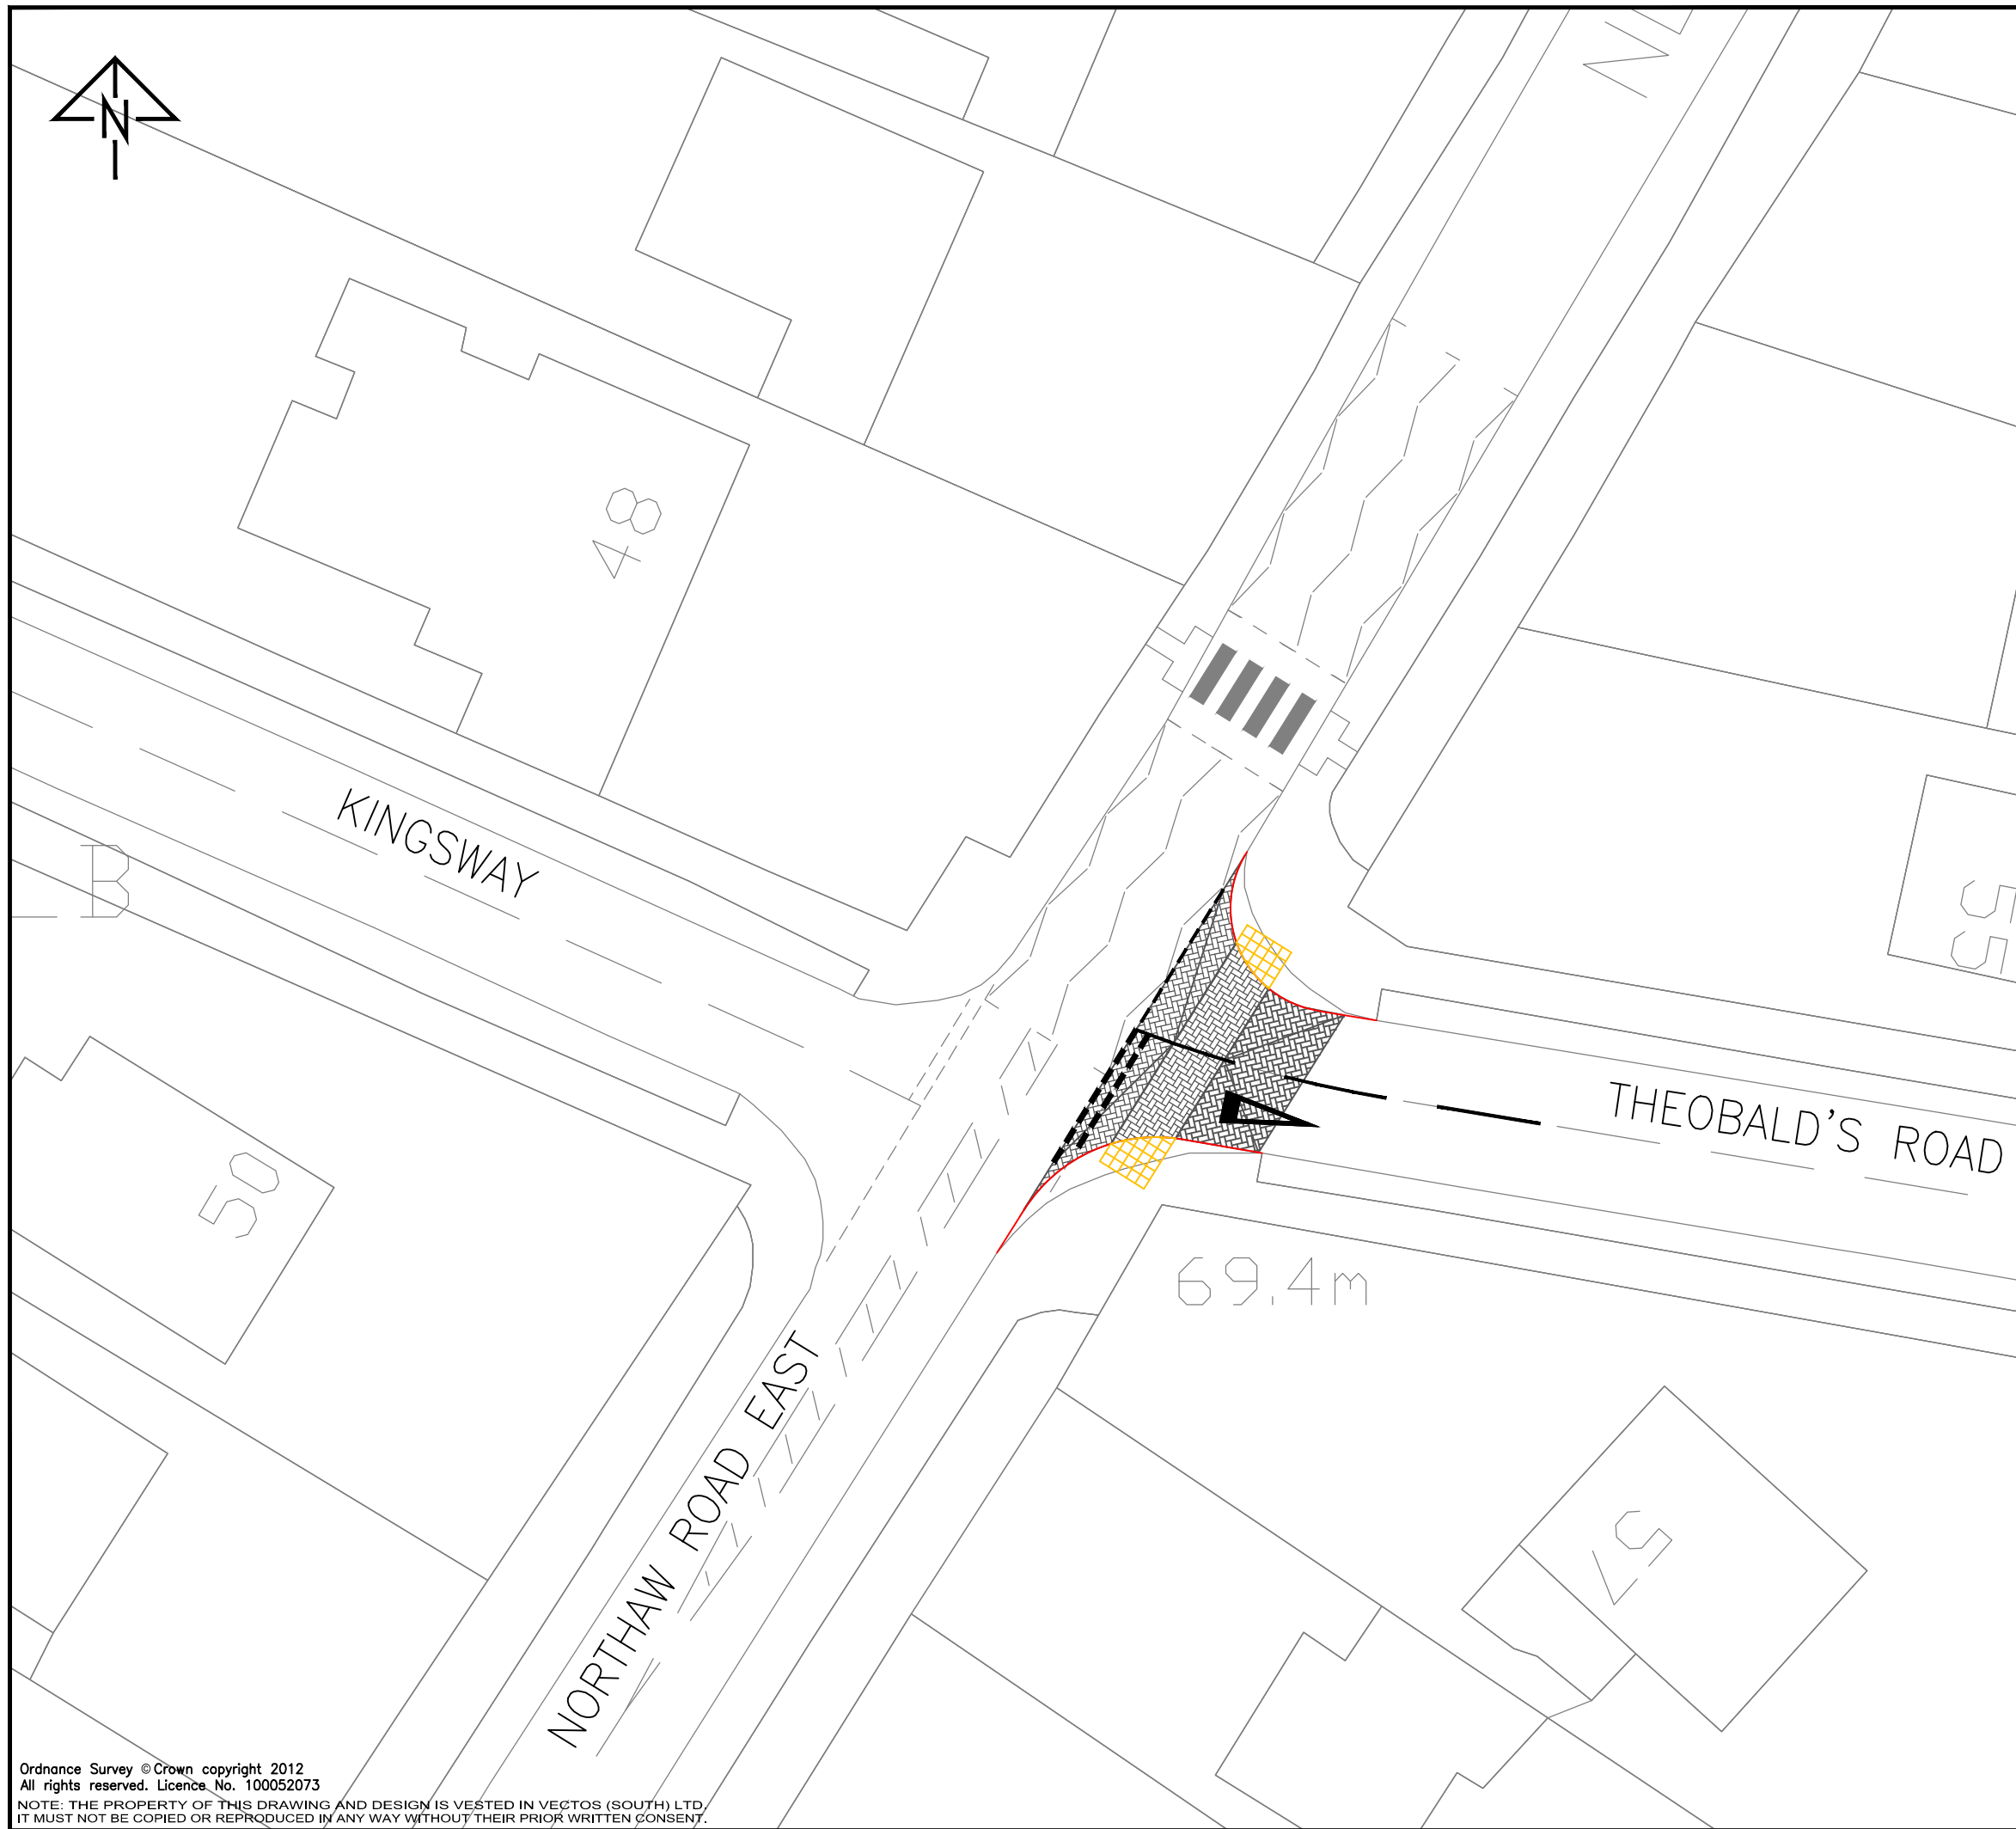 N
48
KINGSWAY
B
55
THEOBALD'S ROAD
50
69.4m
NORTHAW ROAD EAST
57
Ordnance Survey © Crown copyright 2012
All rights reserved. Licence No. 100052073
NOTE: THE PROPERTY OF THIS DRAWING AND DESIGN IS VESTED IN VECTOS (SOUTH) LTD.
IT MUST NOT BE COPIED OR REPRODUCED IN ANY WAY WITHOUT THEIR PRIOR WRITTEN CONSENT.